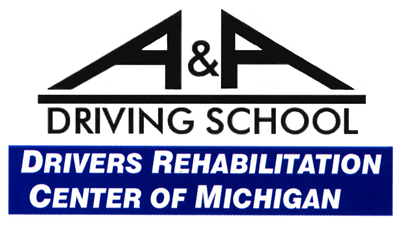 A&A
DRIVING SCHOOL
DRIVERS REHABILITATION
CENTER OF MICHIGAN